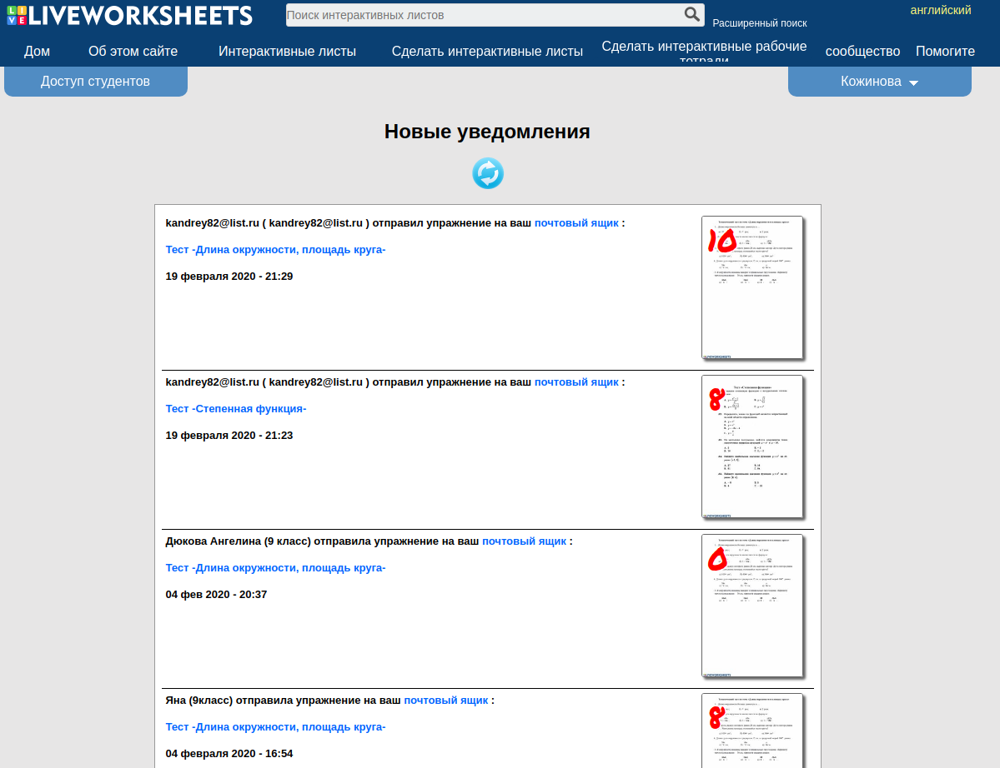 LIVEWORKSHEETS
Поиск интерактивных листов
Расширенный поиск
английский
Дом
Об этом сайте
Интерактивные листы
Сделать интерактивные листы
Сделать интерактивные рабочие
тетради
сообщество
Помогите
Доступ студентов
Кожинова
Новые уведомления
kandrey82@list.ru ( kandrey82@list.ru ) отправил упражнение на ваш почтовый ящик :
Тест -Длина окружности, площадь круга-
19 февраля 2020 - 21:29
10
kandrey82@list.ru ( kandrey82@list.ru ) отправил упражнение на ваш почтовый ящик :
Тест -Степенная функция-
19 февраля 2020 - 21:23
Тест «Степенная функция»
8
Дюкова Ангелина (9 класс) отправила упражнение на ваш почтовый ящик :
Тест -Длина окружности, площадь круга-
04 фев 2020 - 20:37
0
Яна (9класс) отправила упражнение на ваш почтовый ящик :
Тест -Длина окружности, площадь круга-
04 февраля 2020 - 16:54
8